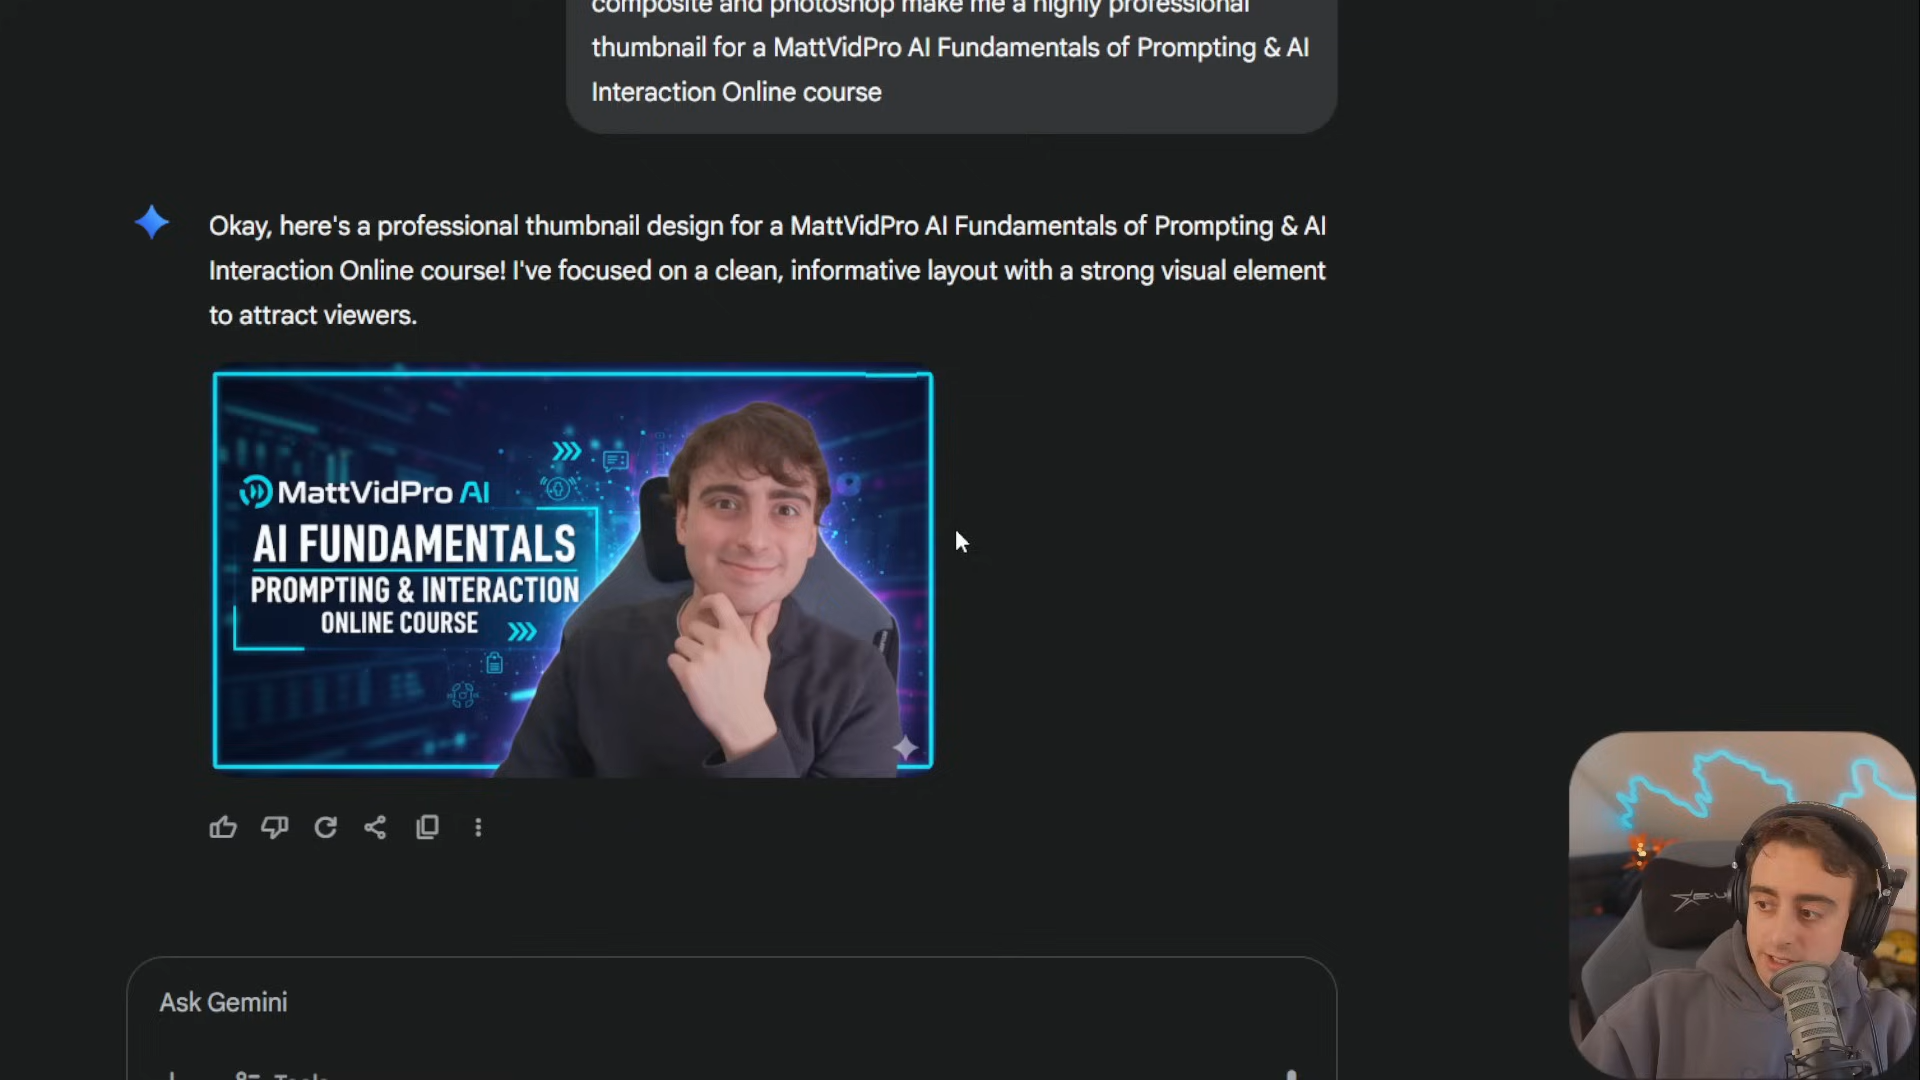 composite and photoshop make me a highly professional
thumbnail for a MattVidPro AI Fundamentals of Prompting & AI
Interaction Online course
Okay, here's a professional thumbnail design for a MattVidPro AI Fundamentals of Prompting & AI
Interaction Online course! I've focused on a clean, informative layout with a strong visual element
to attract viewers.
MattVidPro AI
AI FUNDAMENTALS
PROMPTING & INTERACTION
ONLINE COURSE
Ask Gemini
Tools